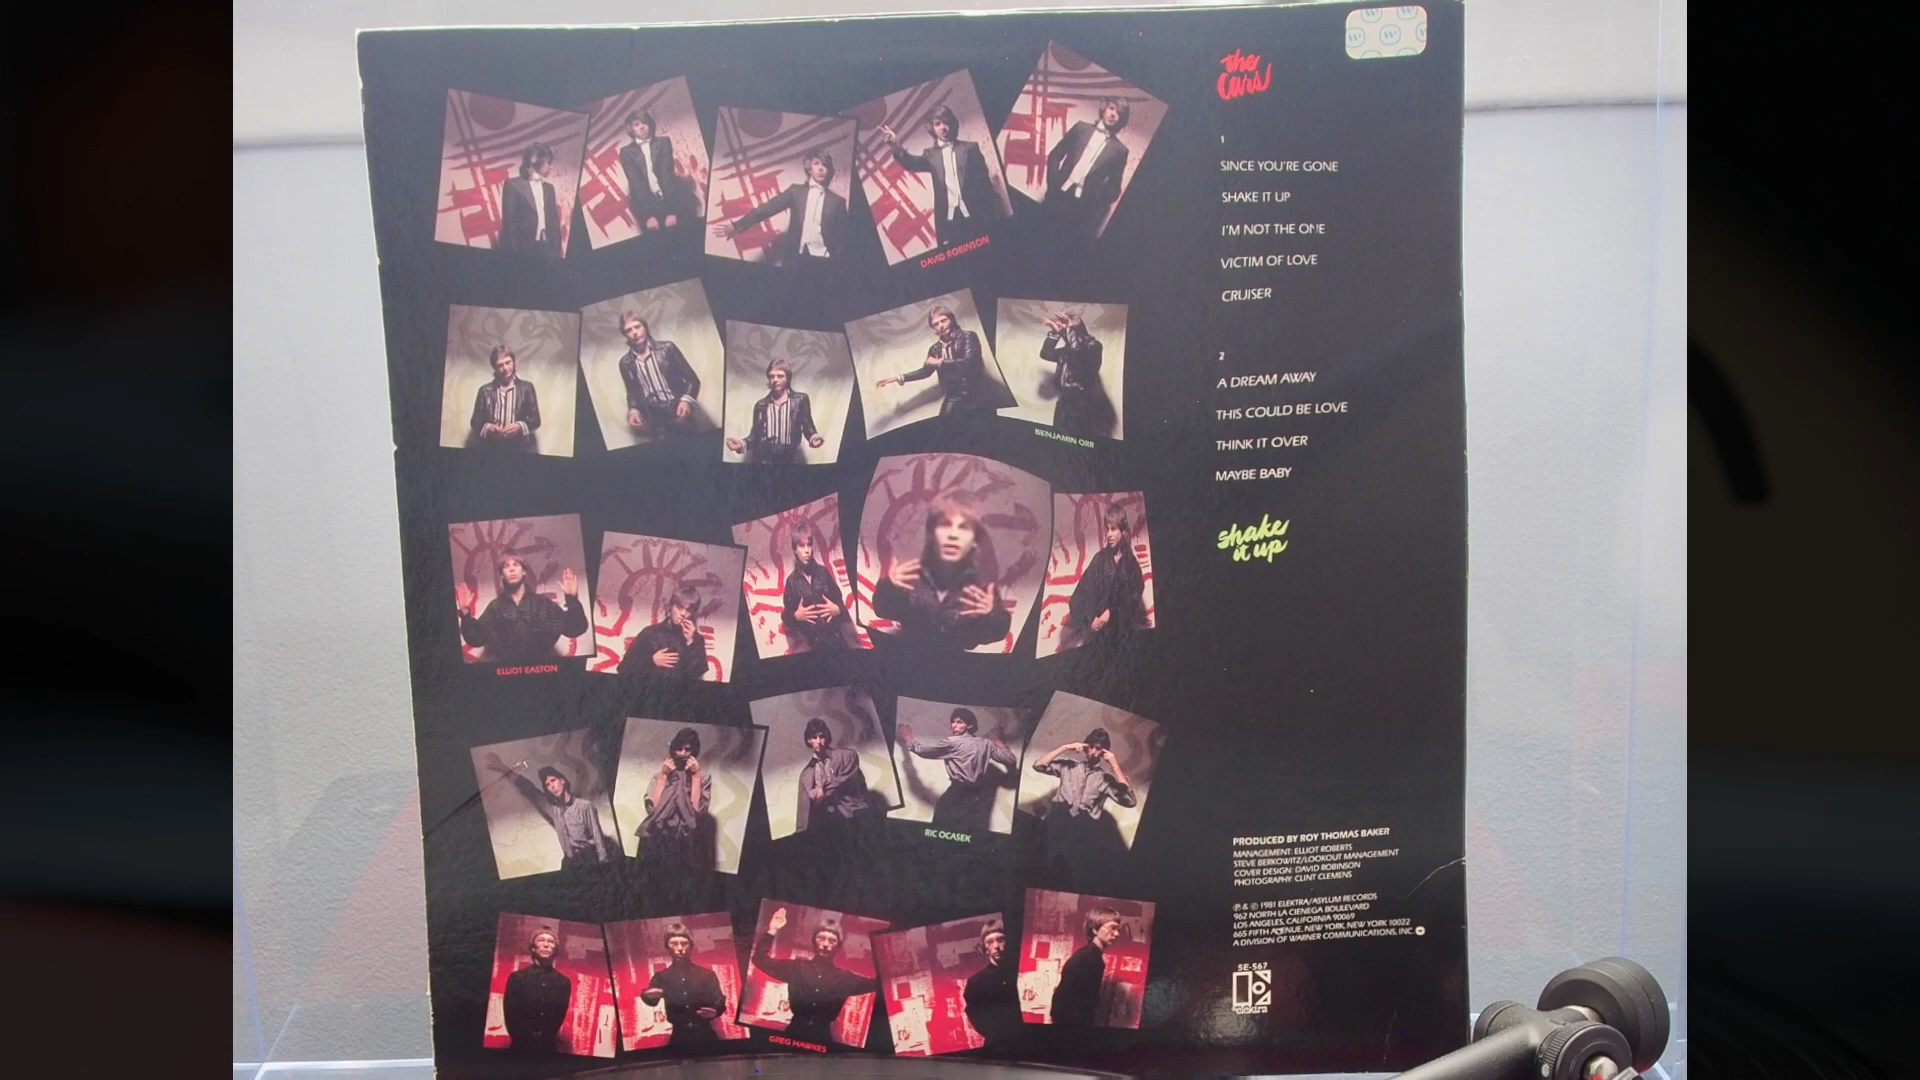 the
Cars
1
SINCE YOU'RE GONE
SHAKE IT UP
I'M NOT THE ONE
VICTIM OF LOVE
CRUISER
2
A DREAM AWAY
THIS COULD BE LOVE
THINK IT OVER
MAYBE BABY
shake
it up
DAVID ROBINSON
BENJAMIN ORR
ELLIOT EASTON
RIC OCASEK
GREG HAWKES
PRODUCED BY ROY THOMAS BAKER
MANAGEMENT: ELLIOT ROBERTS
STEVE BERKOWITZ/LOOKOUT MANAGEMENT
COVER DESIGN: DAVID ROBINSON
PHOTOGRAPHY: CLINT CLEMENS
℗ & © 1981 ELEKTRA/ASYLUM RECORDS
962 NORTH LA CIENEGA BOULEVARD
LOS ANGELES, CALIFORNIA 90069
665 FIFTH AVENUE, NEW YORK, NEW YORK 10022
A DIVISION OF WARNER COMMUNICATIONS, INC.
5E-567
elektra